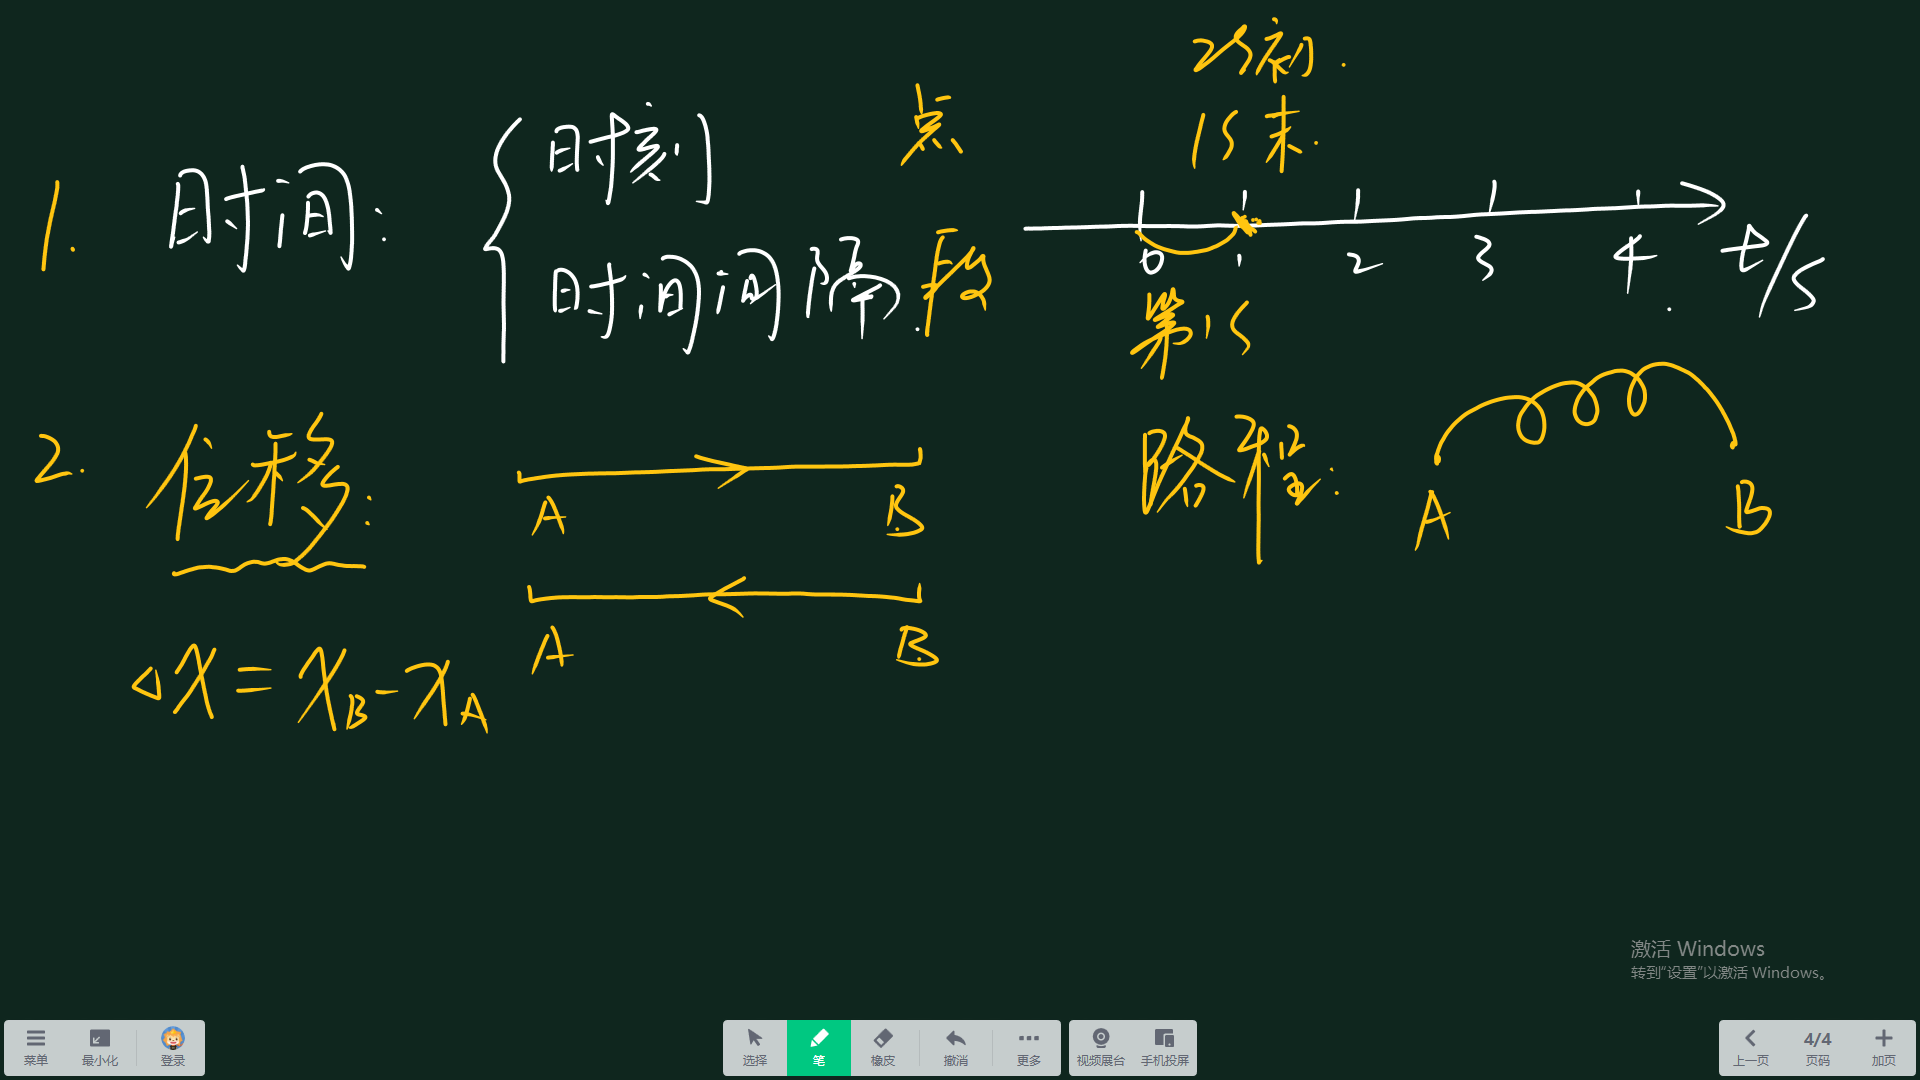 1. 时间:
时刻 点
时间间隔. 段
2s初.
1s末.
0 1 2 3 4 t/s
第1s
2. 位移:
A B
A B
△x=xB-xA
路程:
A B
激活 Windows
转到“设置”以激活 Windows。
菜单 最小化 登录
选择 笔 橡皮 撤消 更多
视频展台 手机投屏
上一页 4/4 页码 加页